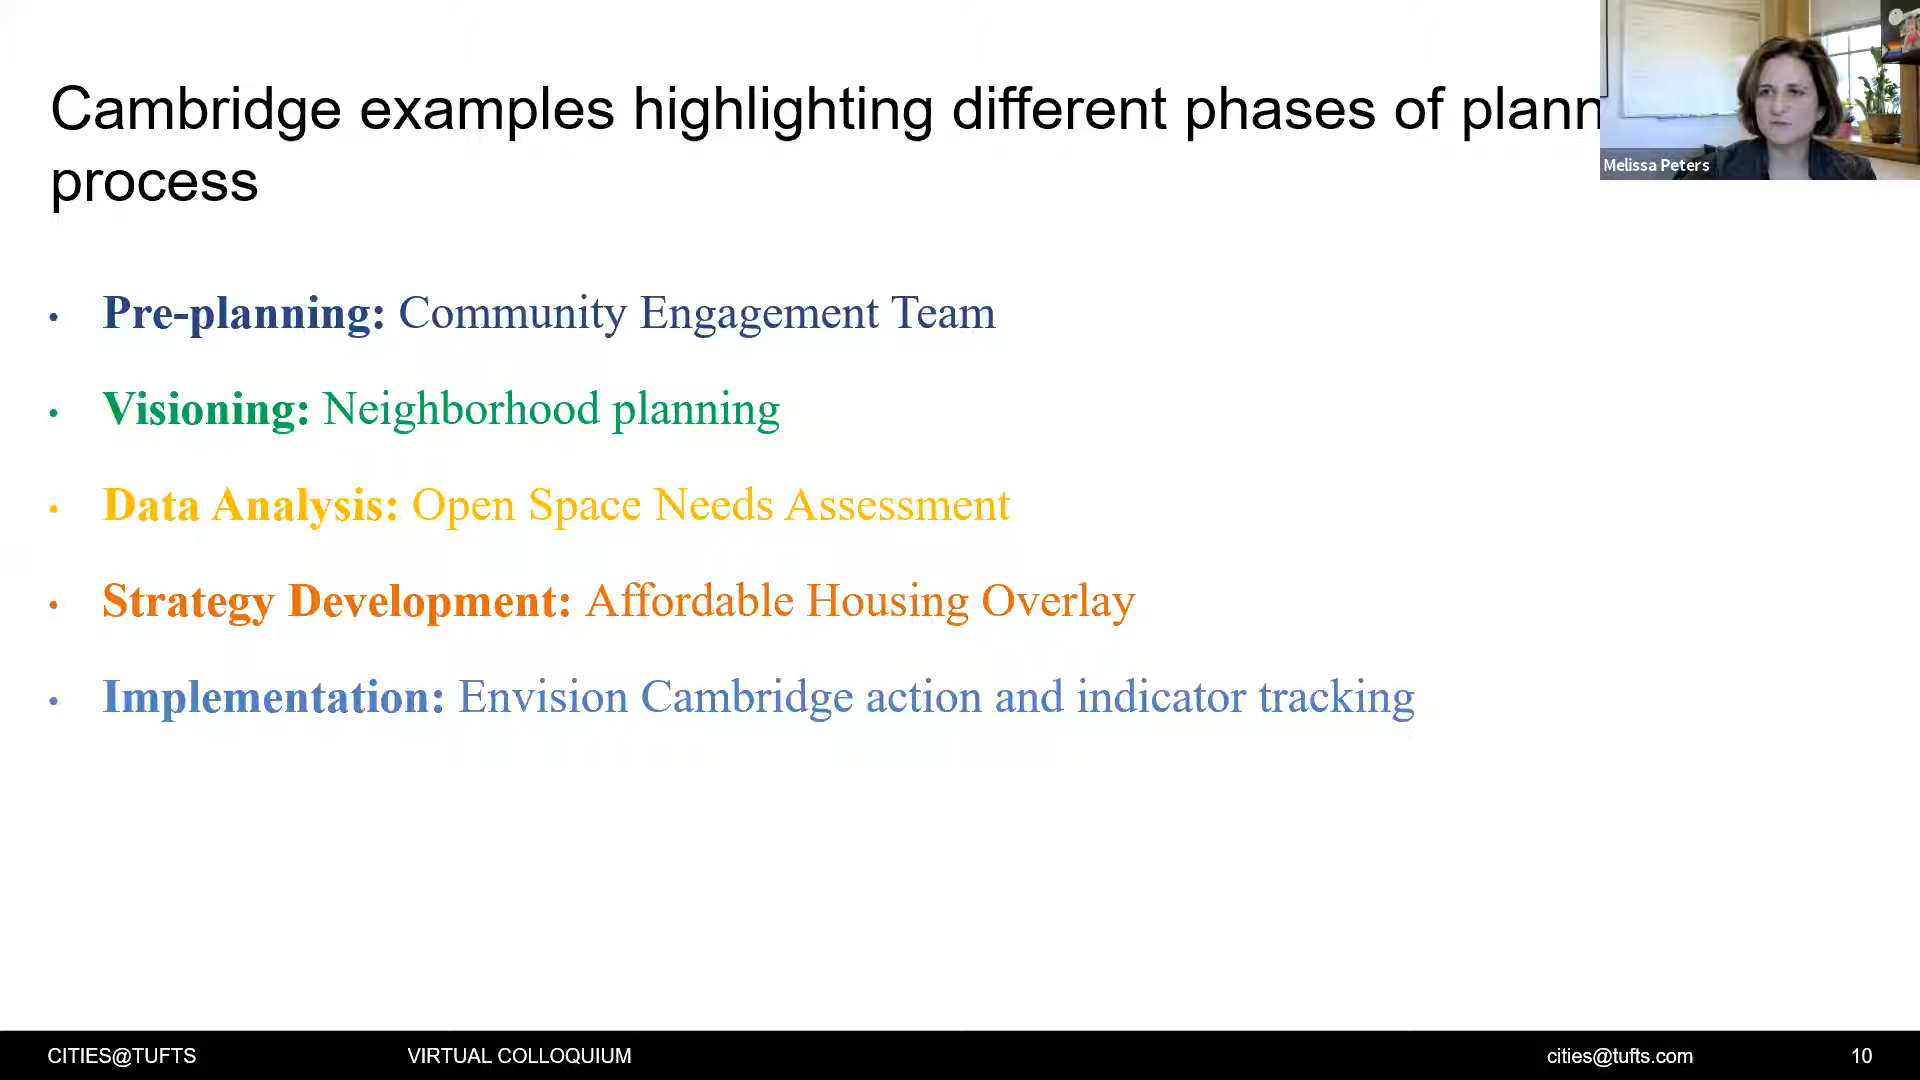 Cambridge examples highlighting different phases of plann
process
Melissa Peters
• Pre-planning: Community Engagement Team
• Visioning: Neighborhood planning
• Data Analysis: Open Space Needs Assessment
• Strategy Development: Affordable Housing Overlay
• Implementation: Envision Cambridge action and indicator tracking
CITIES@TUFTS VIRTUAL COLLOQUIUM cities@tufts.com 10